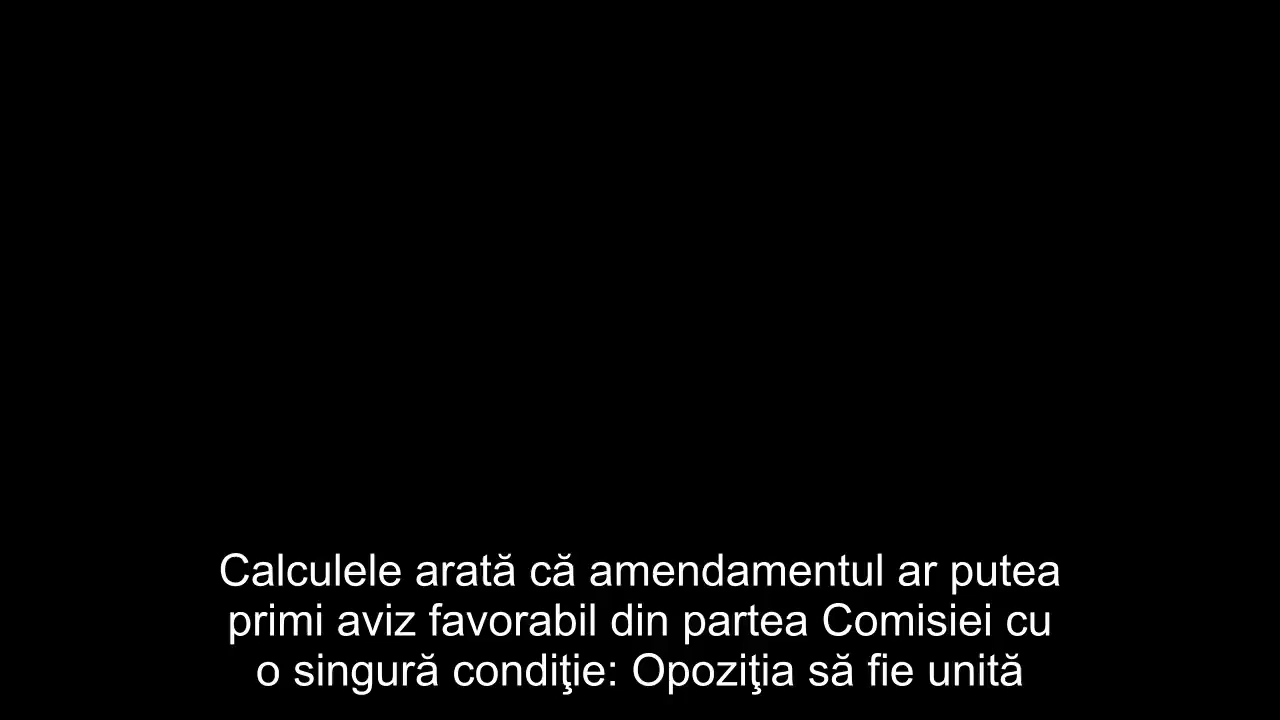 Calculele arată că amendamentul ar putea
primi aviz favorabil din partea Comisiei cu
o singură condiţie: Opoziţia să fie unită